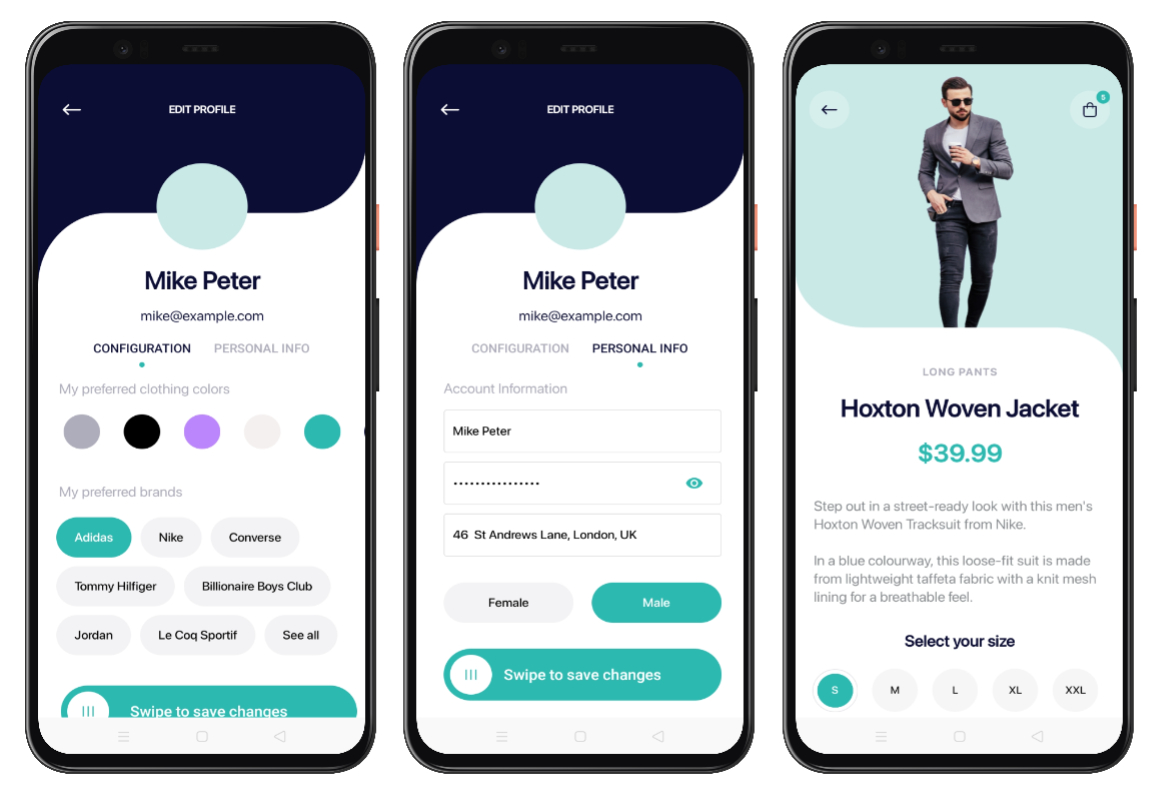 EDIT PROFILE
Mike Peter
mike@example.com
CONFIGURATION PERSONAL INFO
My preferred clothing colors
My preferred brands
Adidas Nike Converse
Tommy Hilfiger Billionaire Boys Club
Jordan Le Coq Sportif See all
Swipe to save changes
EDIT PROFILE
Mike Peter
mike@example.com
CONFIGURATION PERSONAL INFO
Account Information
Mike Peter
••••••••••••••••
46 St Andrews Lane, London, UK
Female Male
Swipe to save changes
5
LONG PANTS
Hoxton Woven Jacket
$39.99
Step out in a street-ready look with this men's
Hoxton Woven Tracksuit from Nike.
In a blue colourway, this loose-fit suit is made
from lightweight taffeta fabric with a knit mesh
lining for a breathable feel.
Select your size
S M L XL XXL